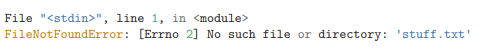 File "<stdin>", line 1, in <module>
FileNotFoundError: [Errno 2] No such file or directory: 'stuff.txt'